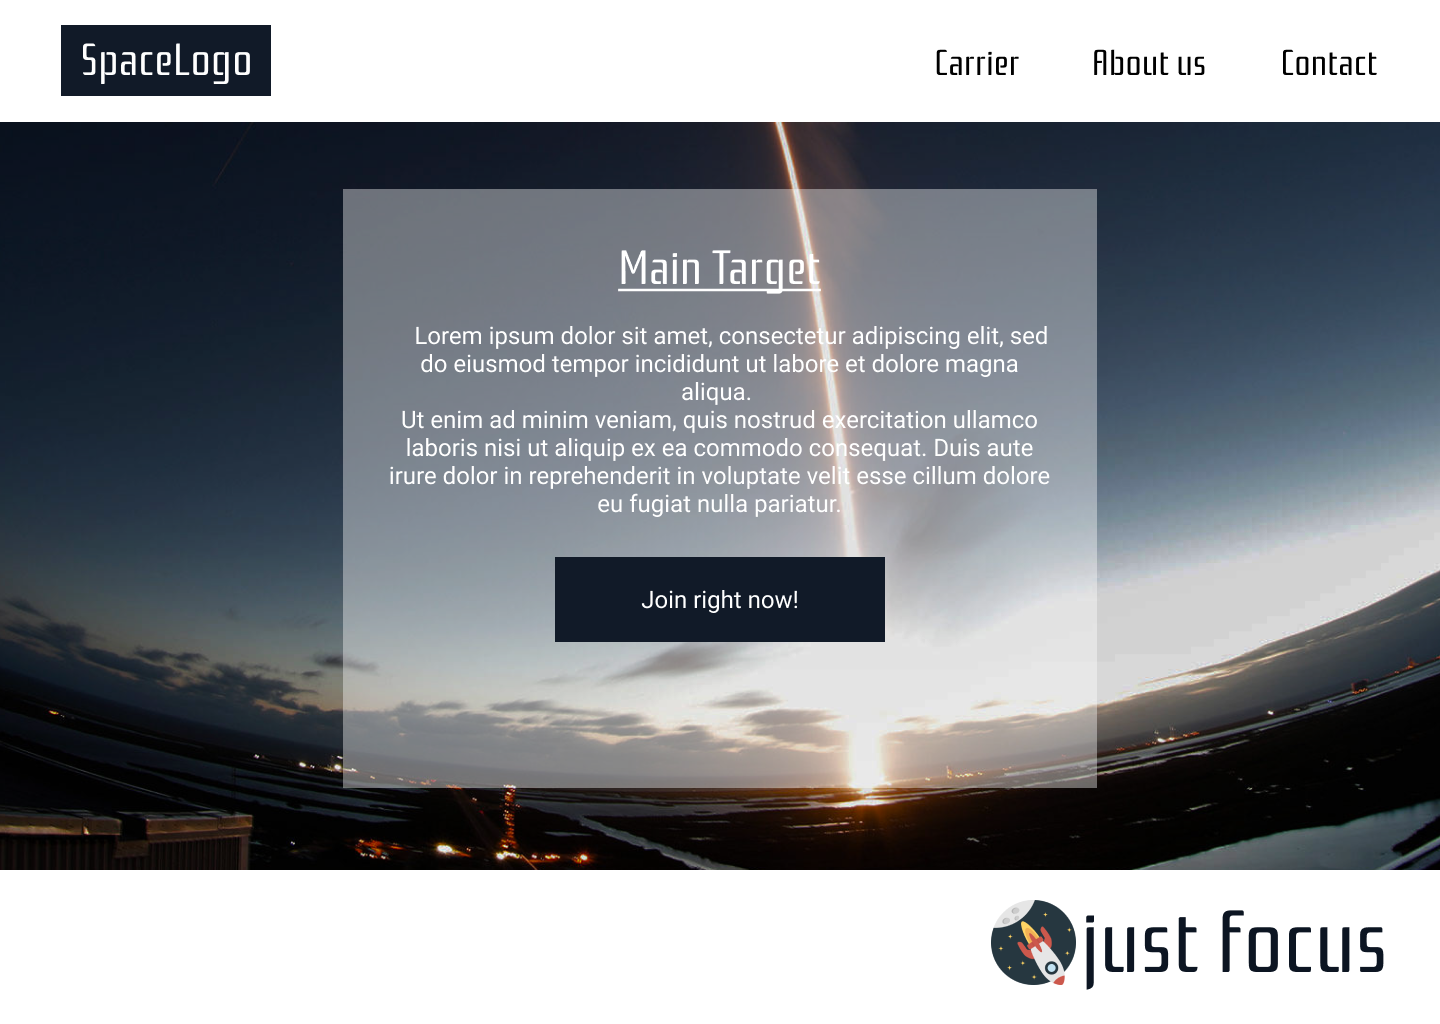 SpaceLogo
Carrier
About us
Contact
Main Target
Lorem ipsum dolor sit amet, consectetur adipiscing elit, sed
do eiusmod tempor incididunt ut labore et dolore magna
aliqua.
Ut enim ad minim veniam, quis nostrud exercitation ullamco
laboris nisi ut aliquip ex ea commodo consequat. Duis aute
irure dolor in reprehenderit in voluptate velit esse cillum dolore
eu fugiat nulla pariatur.
Join right now!
just focus